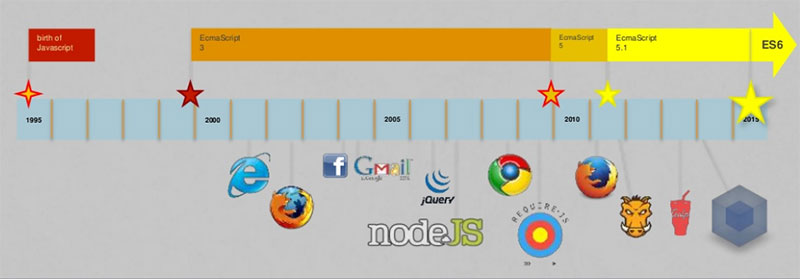 birth of
Javascript
EcmaScript
3
EcmaScript
5
EcmaScript
5.1
ES6
1995
2000
2005
2010
2015
f
Gmail
jQuery
nodeJS
REQUIRE-JS